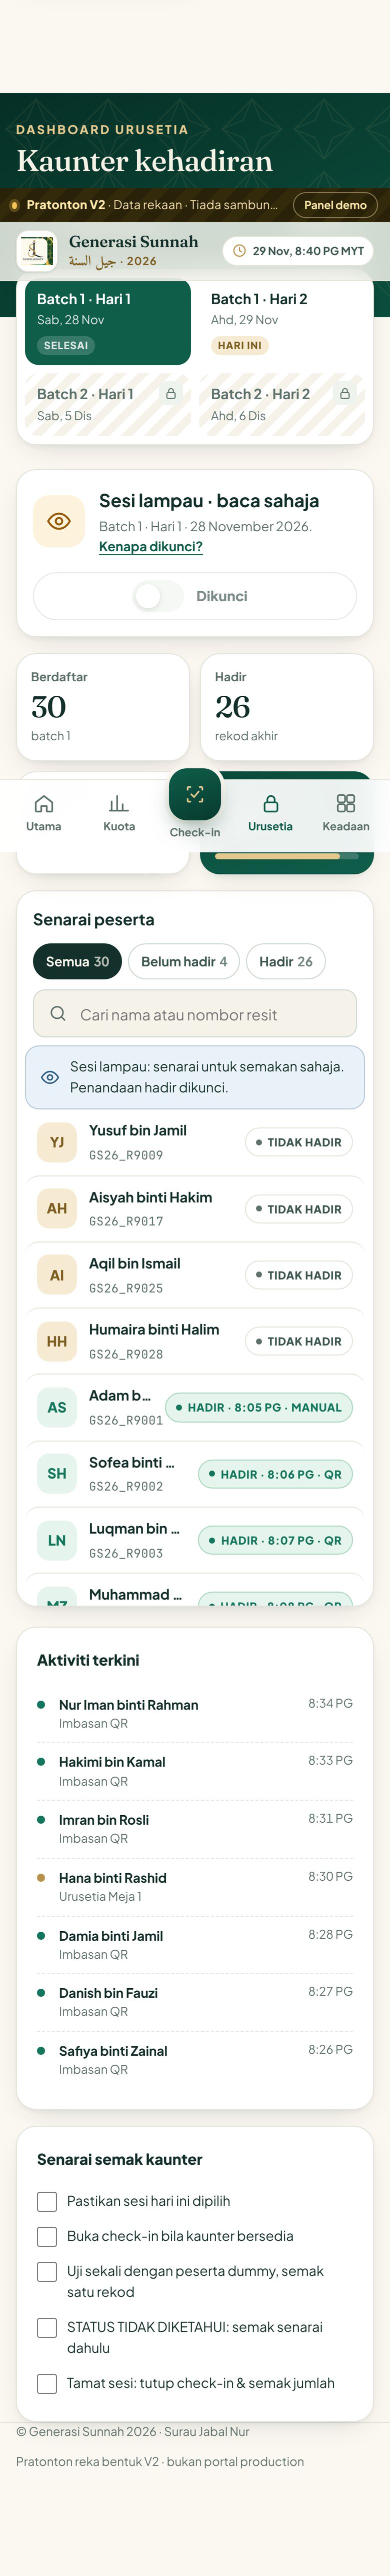 DASHBOARD URUSETIA
Kaunter kehadiran
Pratonton V2 · Data rekaan · Tiada sambun...
Panel demo
Generasi Sunnah
جيل السنة · 2026
29 Nov, 8:40 PG MYT
Batch 1 · Hari 1
Sab, 28 Nov
SELESAI
Batch 1 · Hari 2
Ahd, 29 Nov
HARI INI
Batch 2 · Hari 1
Sab, 5 Dis
Batch 2 · Hari 2
Ahd, 6 Dis
Sesi lampau · baca sahaja
Batch 1 · Hari 1 · 28 November 2026.
Kenapa dikunci?
Dikunci
Berdaftar
30
batch 1
Hadir
26
rekod akhir
Utama
Kuota
Check-in
Urusetia
Keadaan
Senarai peserta
Semua 30
Belum hadir 4
Hadir 26
Cari nama atau nombor resit
Sesi lampau: senarai untuk semakan sahaja.
Penandaan hadir dikunci.
YJ
Yusuf bin Jamil
GS26_R9009
TIDAK HADIR
AH
Aisyah binti Hakim
GS26_R9017
TIDAK HADIR
AI
Aqil bin Ismail
GS26_R9025
TIDAK HADIR
HH
Humaira binti Halim
GS26_R9028
TIDAK HADIR
AS
Adam b...
GS26_R9001
HADIR · 8:05 PG · MANUAL
SH
Sofea binti ...
GS26_R9002
HADIR · 8:06 PG · QR
LN
Luqman bin ...
GS26_R9003
HADIR · 8:07 PG · QR
MZ
Muhammad ...
HADIR · 8:08 PG · QR
Aktiviti terkini
Nur Iman binti Rahman
8:34 PG
Imbasan QR
Hakimi bin Kamal
8:33 PG
Imbasan QR
Imran bin Rosli
8:31 PG
Imbasan QR
Hana binti Rashid
8:30 PG
Urusetia Meja 1
Damia binti Jamil
8:28 PG
Imbasan QR
Danish bin Fauzi
8:27 PG
Imbasan QR
Safiya binti Zainal
8:26 PG
Imbasan QR
Senarai semak kaunter
Pastikan sesi hari ini dipilih
Buka check-in bila kaunter bersedia
Uji sekali dengan peserta dummy, semak
satu rekod
STATUS TIDAK DIKETAHUI: semak senarai
dahulu
Tamat sesi: tutup check-in & semak jumlah
© Generasi Sunnah 2026 · Surau Jabal Nur
Pratonton reka bentuk V2 · bukan portal production